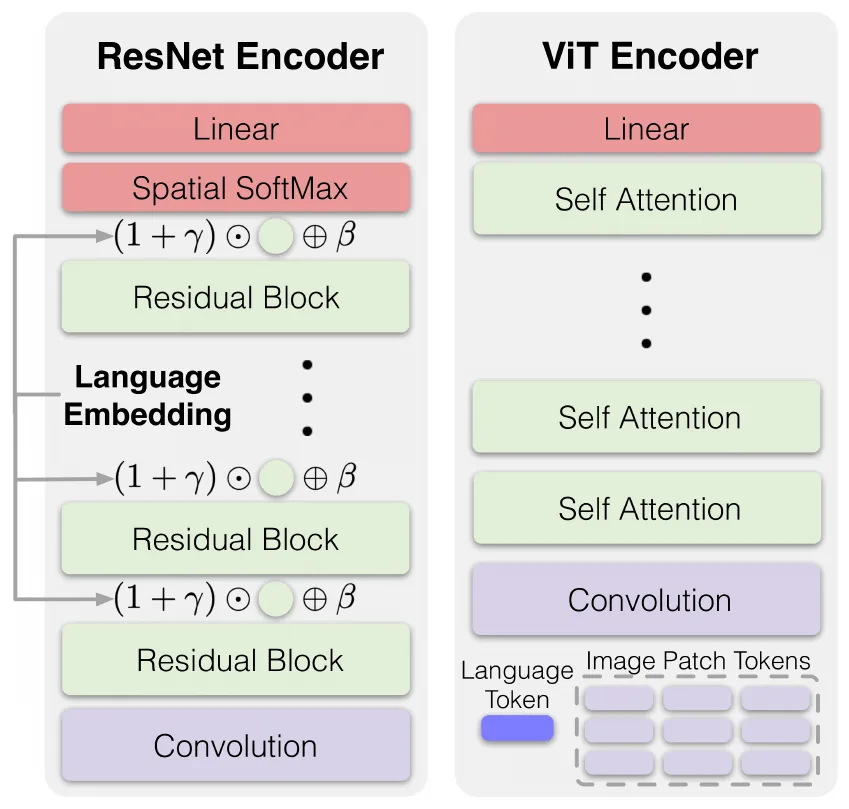 ResNet Encoder
Linear
Spatial SoftMax
(1 + γ) ⊙ ⊕ β
Residual Block
Language
Embedding
(1 + γ) ⊙ ⊕ β
Residual Block
(1 + γ) ⊙ ⊕ β
Residual Block
Convolution
ViT Encoder
Linear
Self Attention
Self Attention
Self Attention
Convolution
Language
Token
Image Patch Tokens